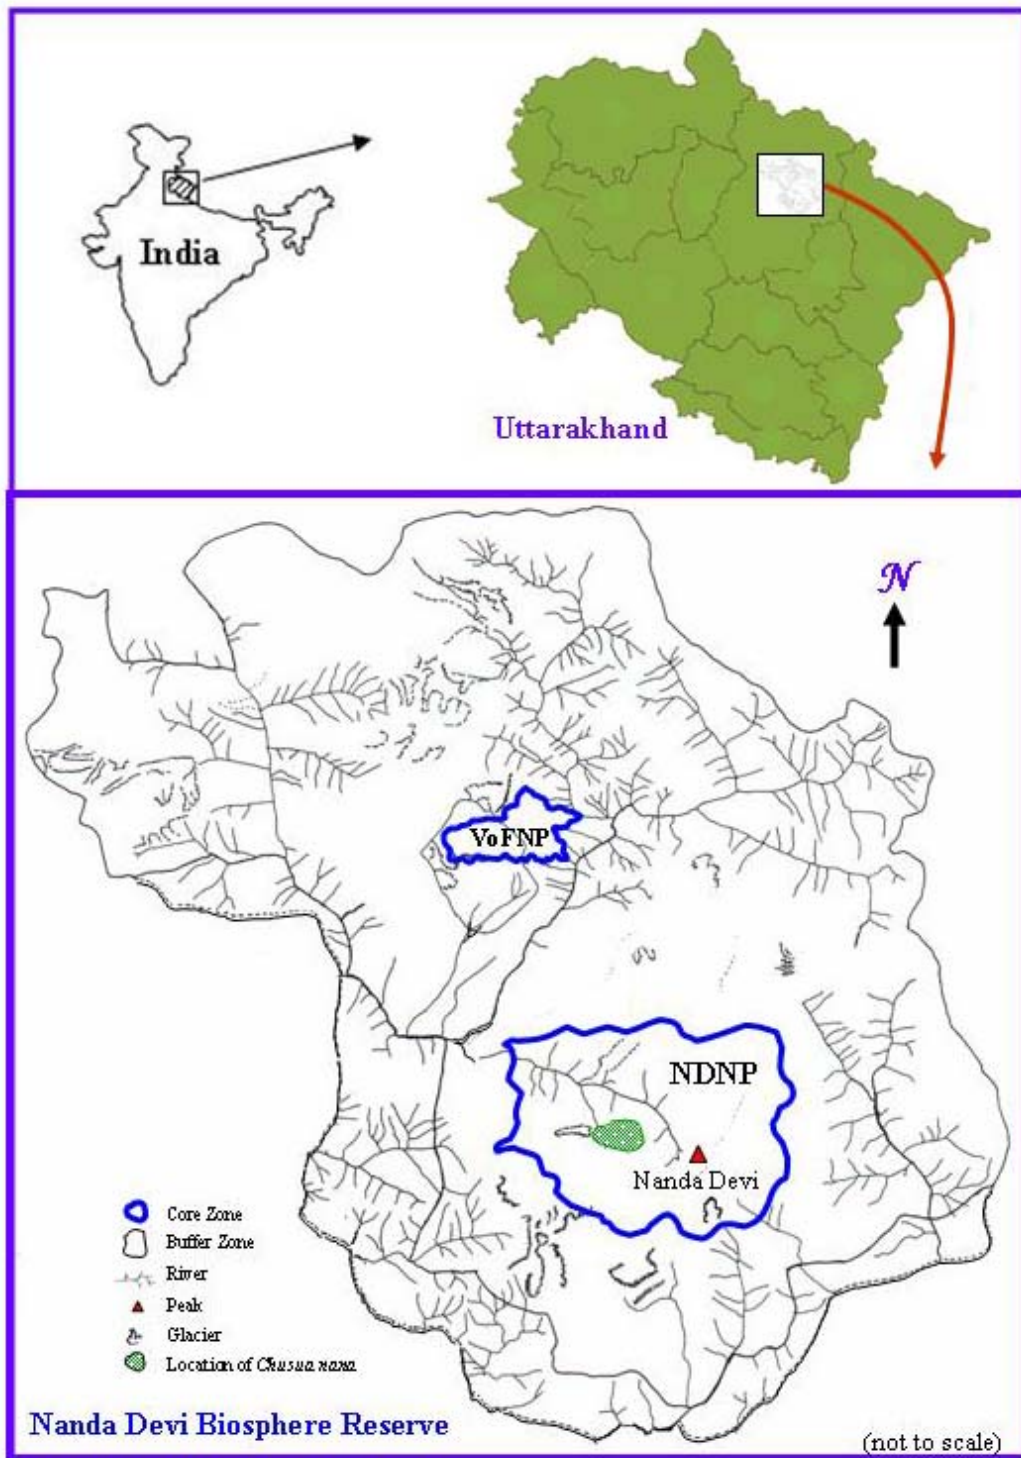 India
Uttarakhand
N
VoFNP
NDNP
Nanda Devi
Core Zone
Buffer Zone
River
Peak
Glacier
Location of Chusua nana
Nanda Devi Biosphere Reserve
(not to scale)